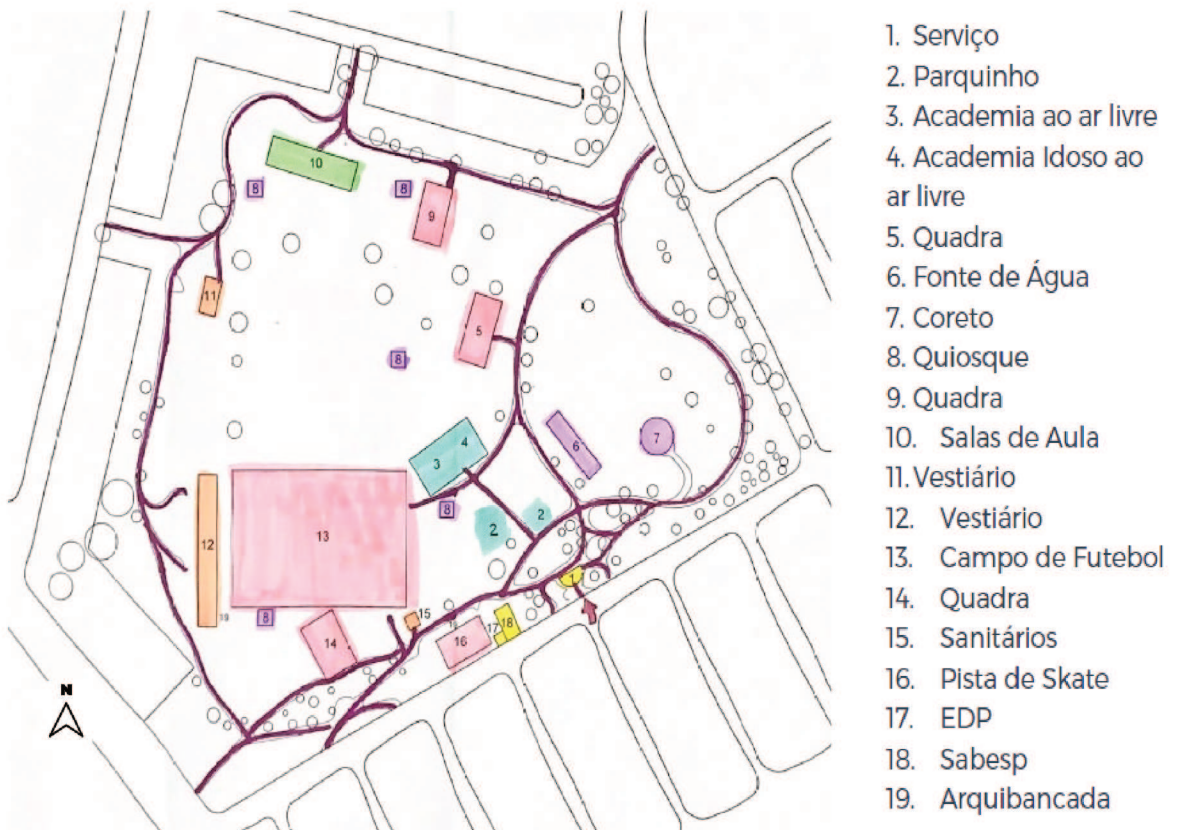 1. Serviço
2. Parquinho
3. Academia ao ar livre
4. Academia Idoso ao
ar livre
5. Quadra
6. Fonte de Água
7. Coreto
8. Quiosque
9. Quadra
10. Salas de Aula
11. Vestiário
12. Vestiário
13. Campo de Futebol
14. Quadra
15. Sanitários
16. Pista de Skate
17. EDP
18. Sabesp
19. Arquibancada
10
8
8
9
11
5
8
4
3
6
7
8
2
2
12
13
19
8
14
15
16
17
18
1
N